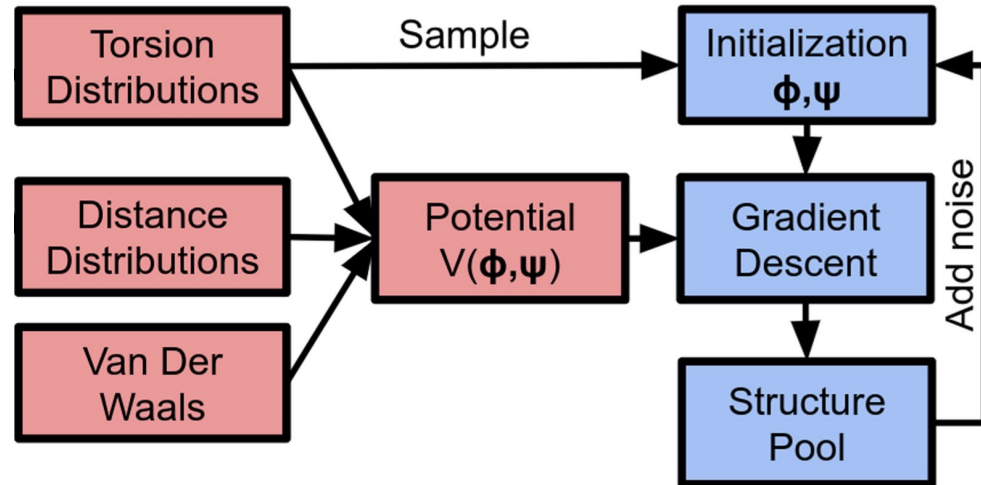 Torsion
Distributions
Sample
Initialization
ϕ,ψ
Distance
Distributions
Potential
V(ϕ,ψ)
Gradient
Descent
Add noise
Van Der
Waals
Structure
Pool